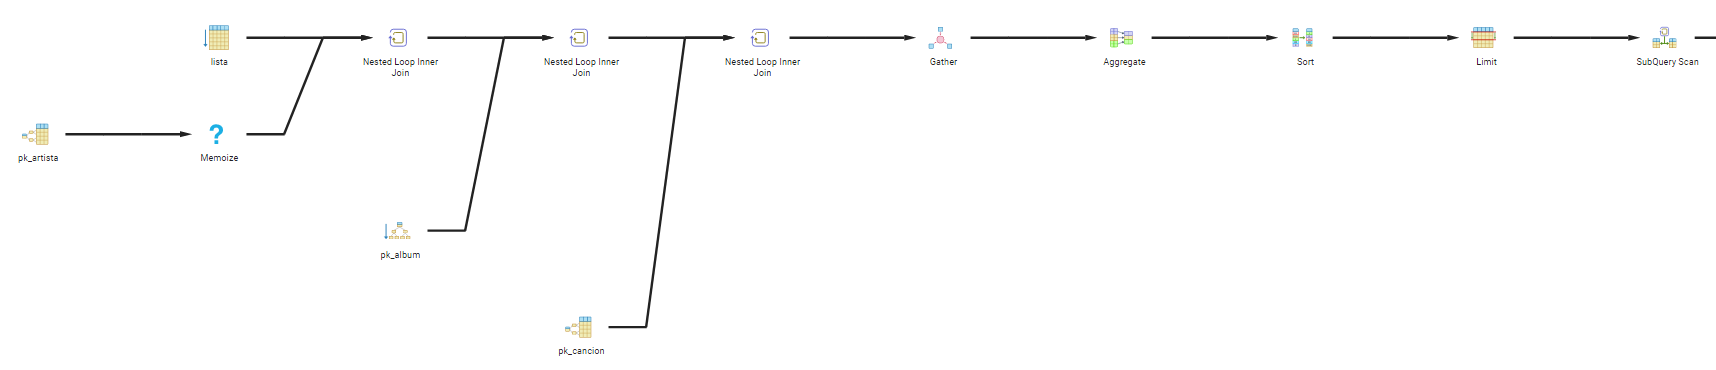 lista
Nested Loop Inner
Join
Nested Loop Inner
Join
Nested Loop Inner
Join
Gather
Aggregate
Sort
Limit
SubQuery Scan
pk_artista
?
Memoize
pk_album
pk_cancion